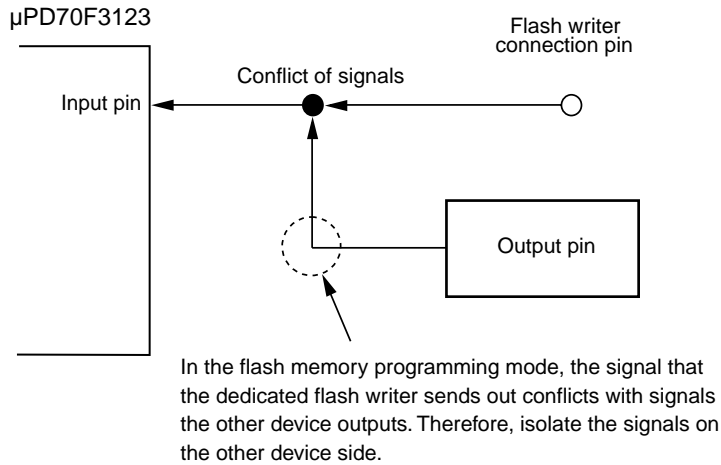 µPD70F3123
Flash writer
connection pin
Conflict of signals
Input pin
Output pin
In the flash memory programming mode, the signal that
the dedicated flash writer sends out conflicts with signals
the other device outputs. Therefore, isolate the signals on
the other device side.